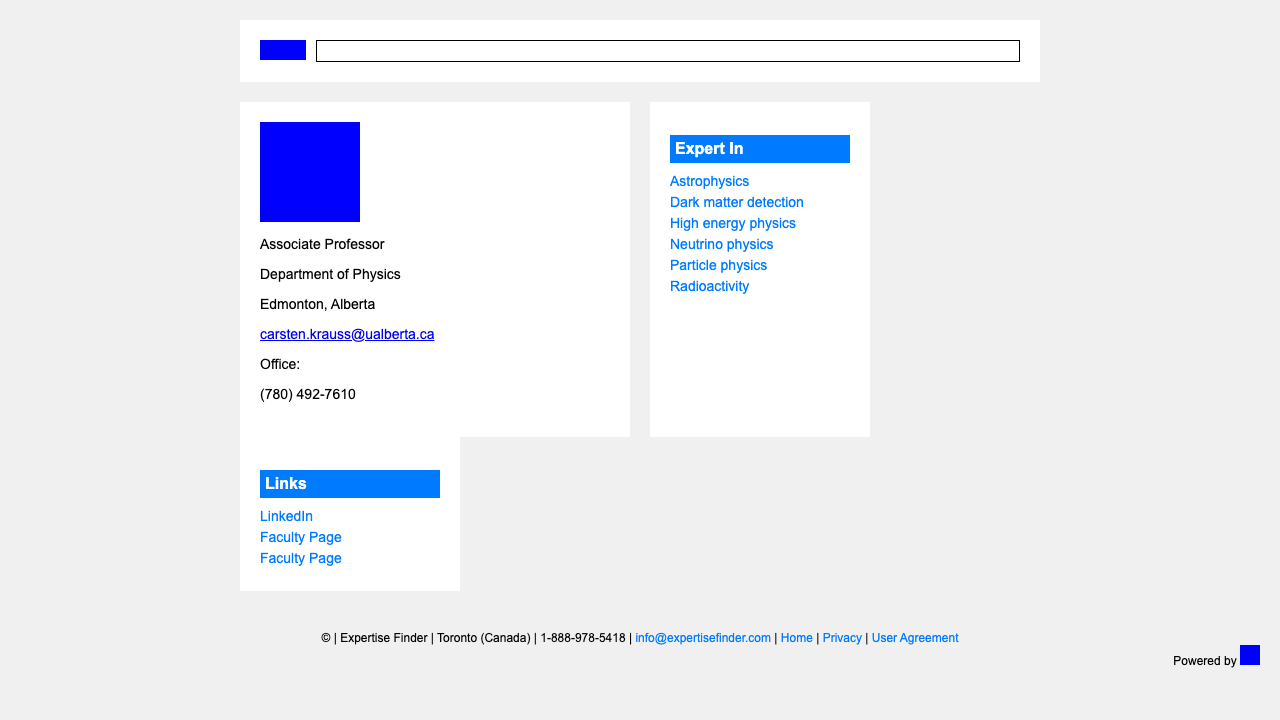 Associate Professor
Department of Physics
Edmonton, Alberta
carsten.krauss@ualberta.ca
Office:
(780) 492-7610
Expert In
Astrophysics
Dark matter detection
High energy physics
Neutrino physics
Particle physics
Radioactivity
Links
LinkedIn
Faculty Page
Faculty Page
© | Expertise Finder | Toronto (Canada) | 1-888-978-5418 | info@expertisefinder.com | Home | Privacy | User Agreement
Powered by